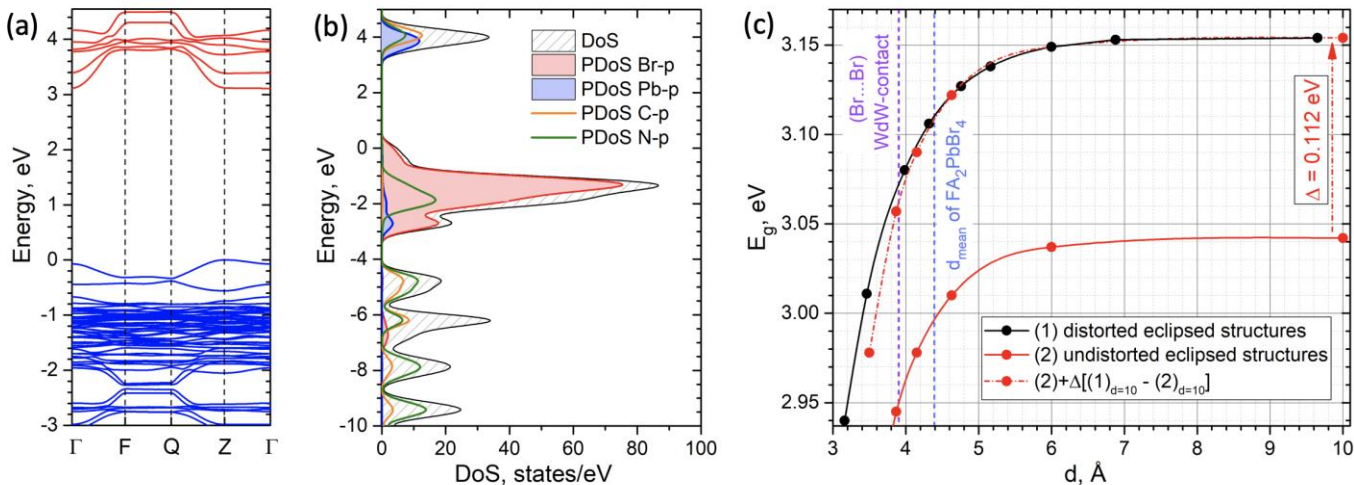 (a)
Energy, eV
4
3
2
1
0
-1
-2
-3
Γ F Q Z Γ
(b)
Energy, eV
4
2
0
-2
-4
-6
-8
-10
DoS
PDoS Br-p
PDoS Pb-p
PDoS C-p
PDoS N-p
0 20 40 60 80 100
DoS, states/eV
(c)
E_g, eV
3.15
3.10
3.05
3.00
2.95
(Br...Br)
WdW-contact
d_mean of FA₂PbBr₄
Δ = 0.112 eV
(1) distorted eclipsed structures
(2) undistorted eclipsed structures
(2)+Δ[(1)_d=10 - (2)_d=10]
3 4 5 6 7 8 9 10
d, Å